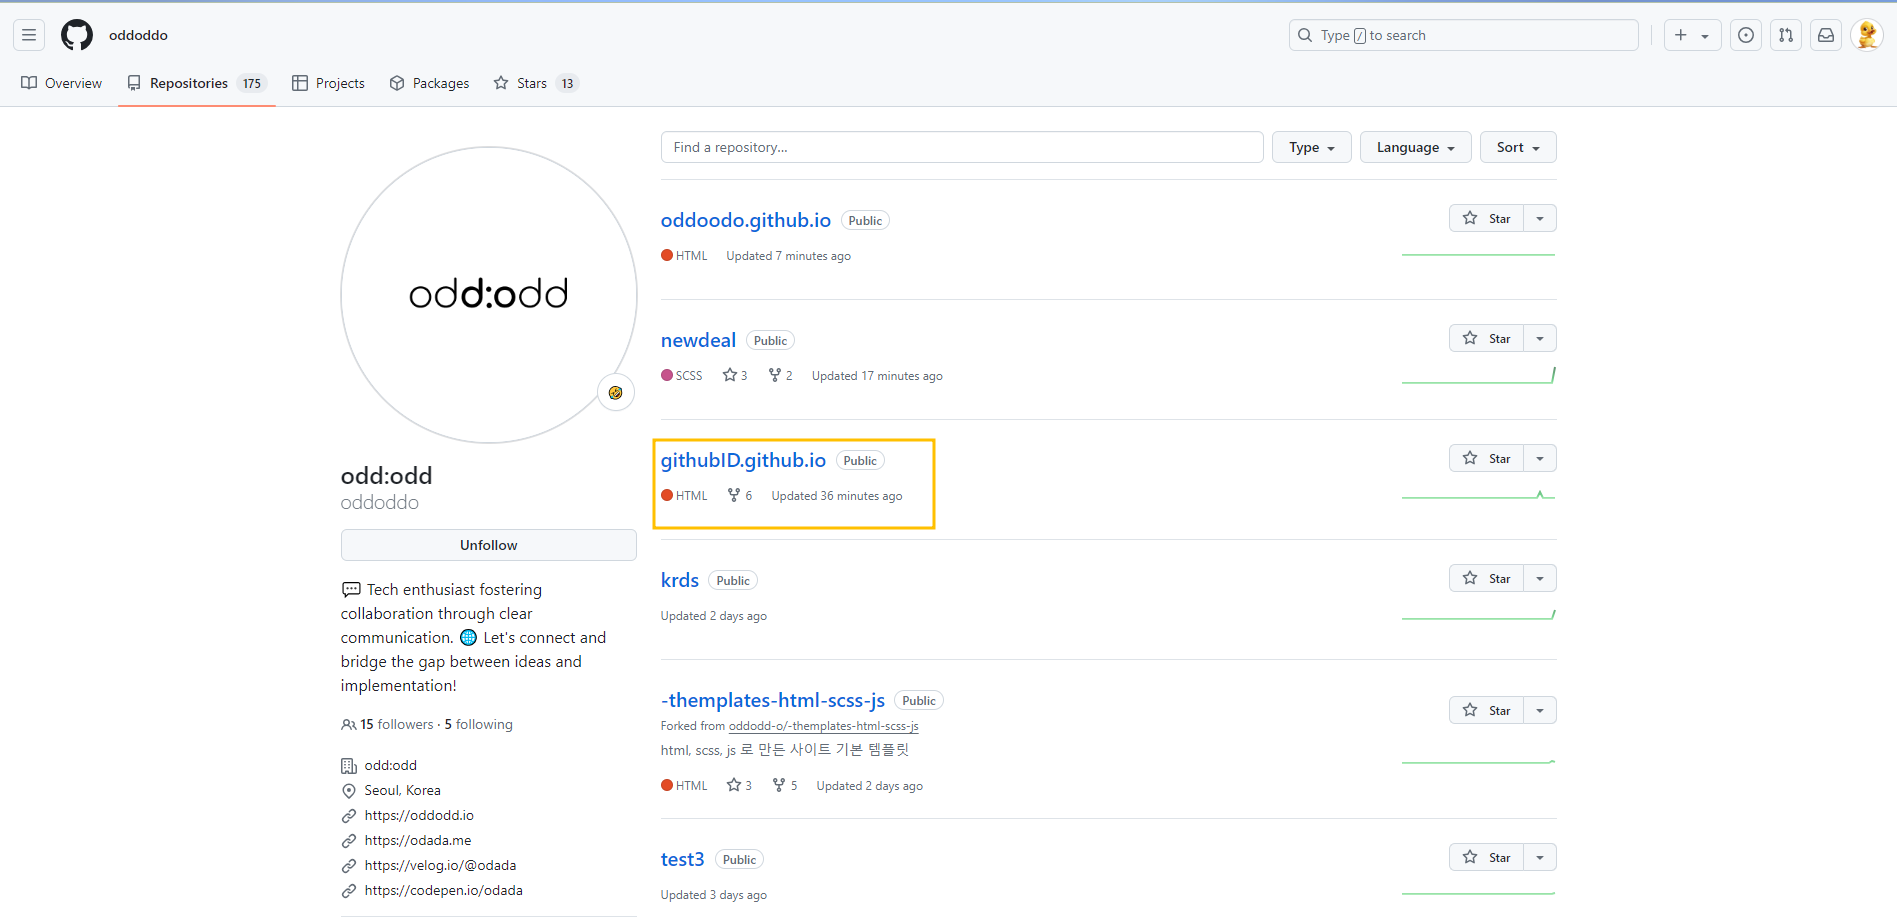 oddoddo
Type / to search
Overview
Repositories 175
Projects
Packages
Stars 13
odd:odd
odd:odd
oddoddo
Unfollow
💬 Tech enthusiast fostering
collaboration through clear
communication. 🌐 Let's connect and
bridge the gap between ideas and
implementation!
15 followers · 5 following
odd:odd
Seoul, Korea
https://oddodd.io
https://odada.me
https://velog.io/@odada
https://codepen.io/odada
Find a repository...
Type
Language
Sort
oddoodo.github.io Public
Star
HTML Updated 7 minutes ago
newdeal Public
Star
SCSS 3 2 Updated 17 minutes ago
githubID.github.io Public
Star
HTML 6 Updated 36 minutes ago
krds Public
Star
Updated 2 days ago
-themplates-html-scss-js Public
Star
Forked from oddodd-o/-themplates-html-scss-js
html, scss, js 로 만든 사이트 기본 템플릿
HTML 3 5 Updated 2 days ago
test3 Public
Star
Updated 3 days ago